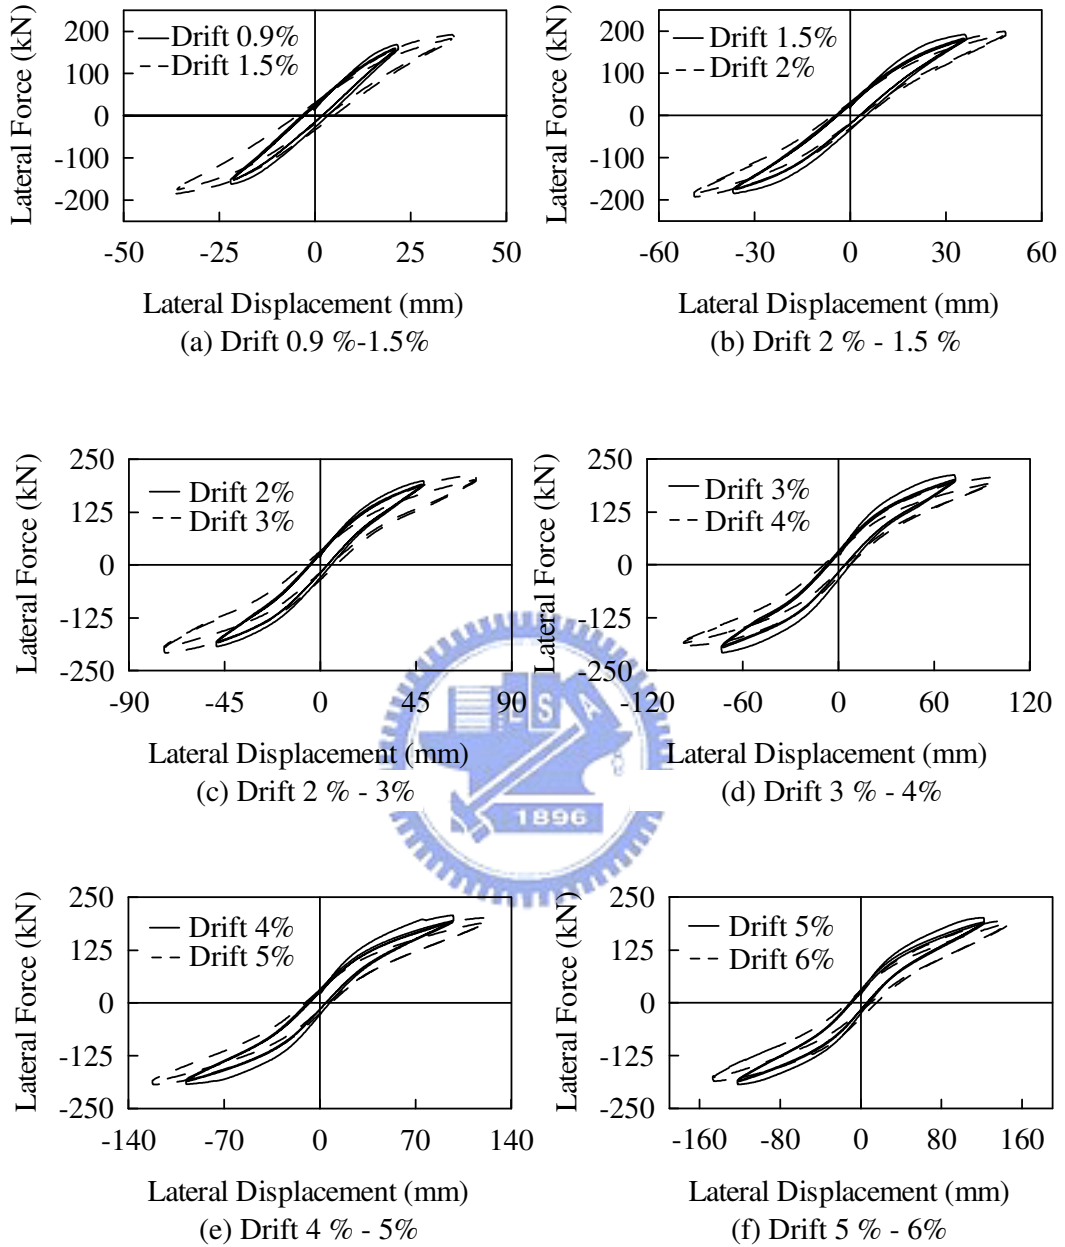 Lateral Force (kN)
200
100
0
-100
-200
Drift 0.9%
Drift 1.5%
-50 -25 0 25 50
Lateral Displacement (mm)
(a) Drift 0.9 %-1.5%
Lateral Force (kN)
200
100
0
-100
-200
Drift 1.5%
Drift 2%
-60 -30 0 30 60
Lateral Displacement (mm)
(b) Drift 2 % - 1.5 %
Lateral Force (kN)
250
125
0
-125
-250
Drift 2%
Drift 3%
-90 -45 0 45 90
Lateral Displacement (mm)
(c) Drift 2 % - 3%
Lateral Force (kN)
250
125
0
-125
-250
Drift 3%
Drift 4%
-120 -60 0 60 120
Lateral Displacement (mm)
(d) Drift 3 % - 4%
E S A
1896
Lateral Force (kN)
250
125
0
-125
-250
Drift 4%
Drift 5%
-140 -70 0 70 140
Lateral Displacement (mm)
(e) Drift 4 % - 5%
Lateral Force (kN)
250
125
0
-125
-250
Drift 5%
Drift 6%
-160 -80 0 80 160
Lateral Displacement (mm)
(f) Drift 5 % - 6%